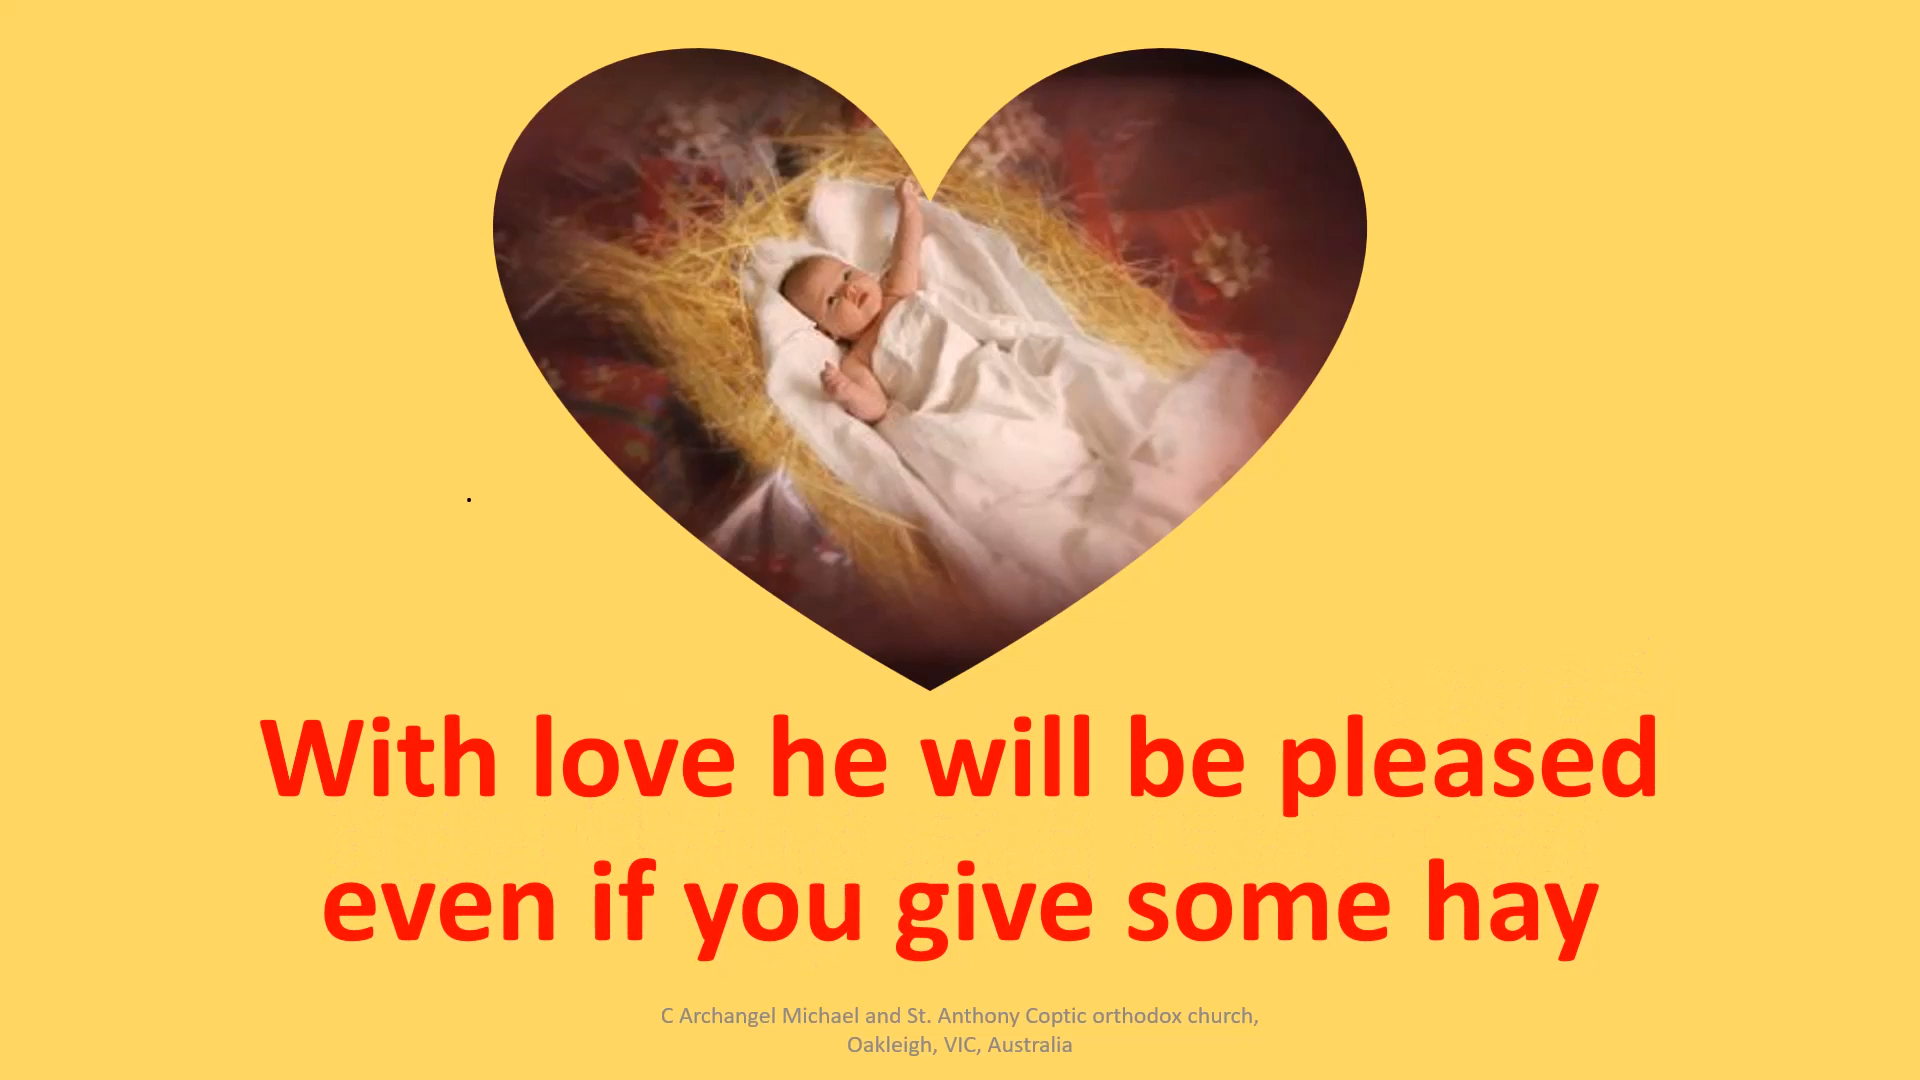 With love he will be pleased
even if you give some hay
C Archangel Michael and St. Anthony Coptic orthodox church,
Oakleigh, VIC, Australia